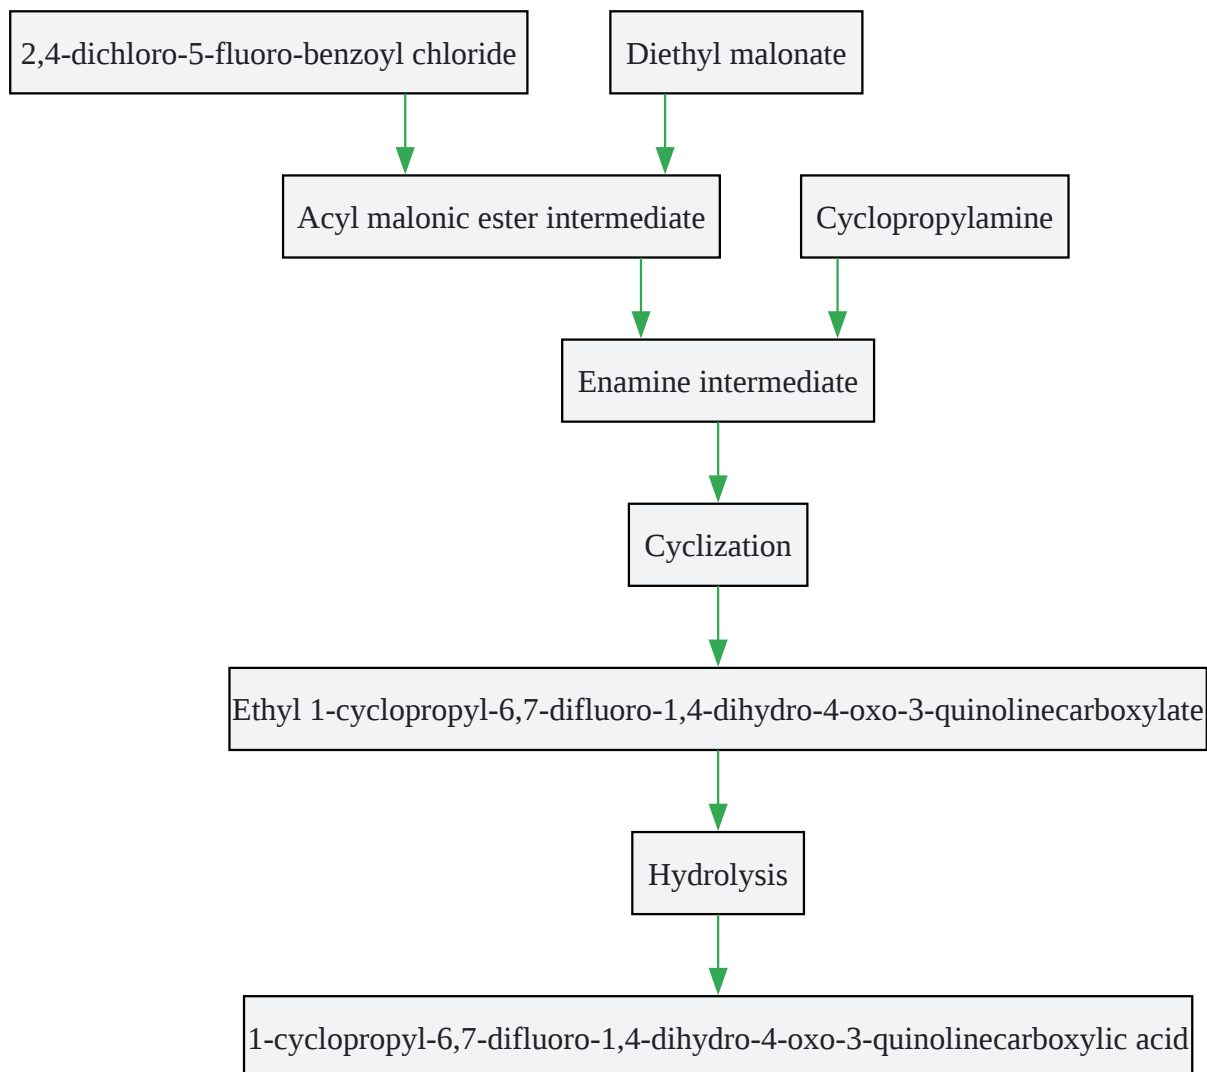 2,4-dichloro-5-fluoro-benzoyl chloride
Diethyl malonate
Acyl malonic ester intermediate
Cyclopropylamine
Enamine intermediate
Cyclization
Ethyl 1-cyclopropyl-6,7-difluoro-1,4-dihydro-4-oxo-3-quinolinecarboxylate
Hydrolysis
1-cyclopropyl-6,7-difluoro-1,4-dihydro-4-oxo-3-quinolinecarboxylic acid